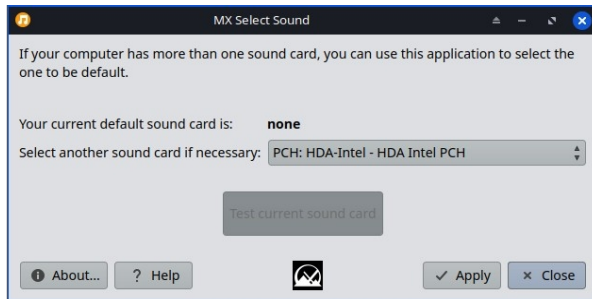 MX Select Sound
If your computer has more than one sound card, you can use this application to select the
one to be default.
Your current default sound card is: none
Select another sound card if necessary: PCH: HDA-Intel - HDA Intel PCH
Test current sound card
About... ? Help Apply Close